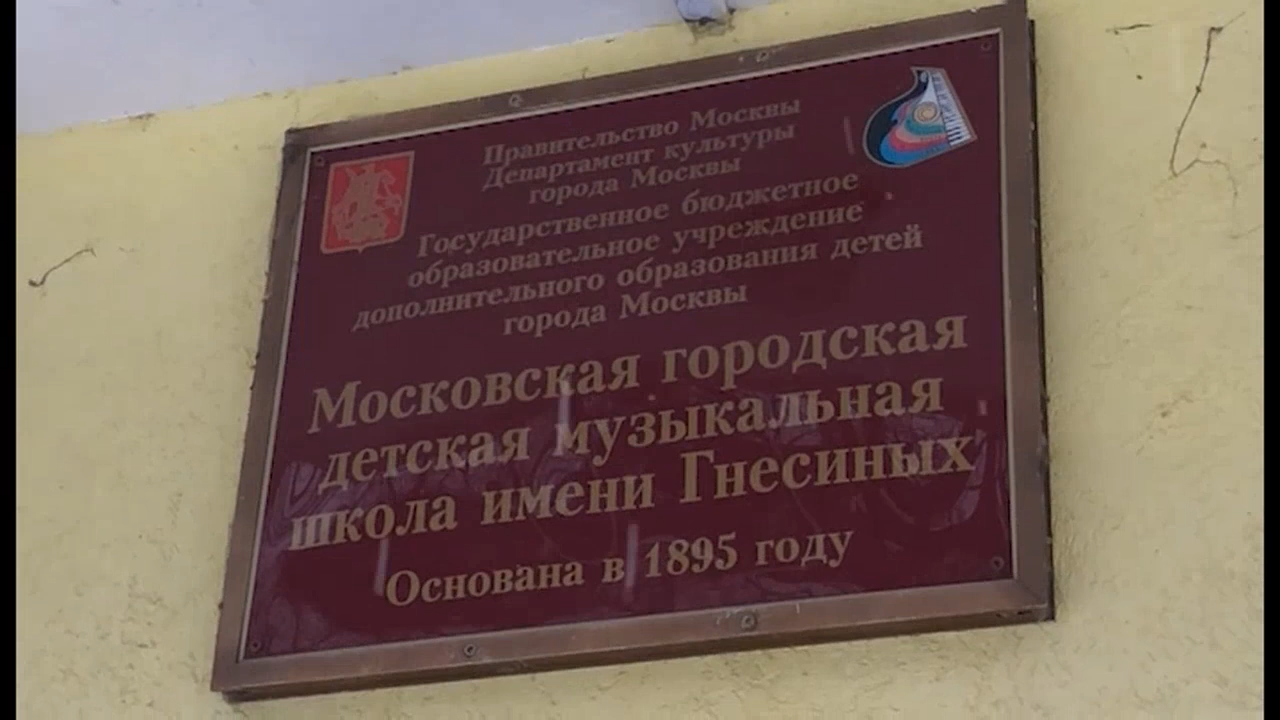 Правительство Москвы
Департамент культуры
города Москвы
Государственное бюджетное
образовательное учреждение
дополнительного образования детей
города Москвы
Московская городская
детская музыкальная
школа имени Гнесиных
Основана в 1895 году